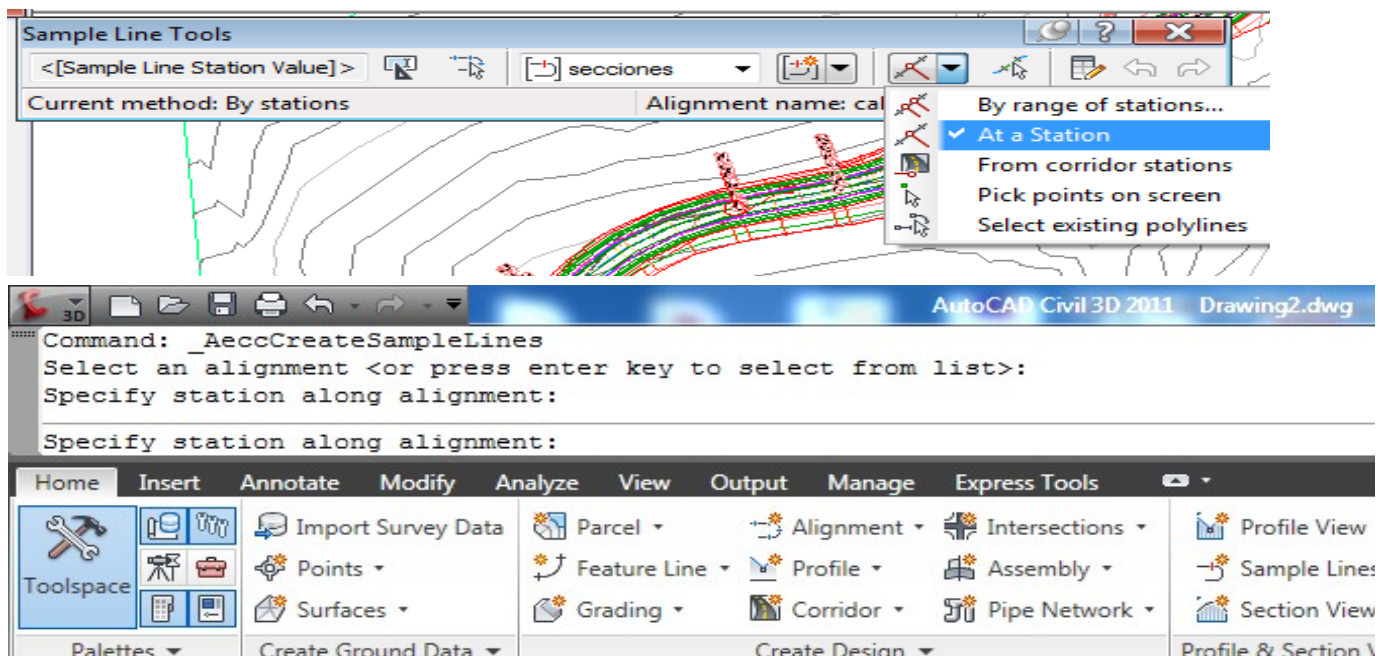 Sample Line Tools
<[Sample Line Station Value]> secciones
Current method: By stations Alignment name: cal
By range of stations...
At a Station
From corridor stations
Pick points on screen
Select existing polylines
3D AutoCAD Civil 3D 2011 Drawing2.dwg
Command: _AeccCreateSampleLines
Select an alignment <or press enter key to select from list>:
Specify station along alignment:
Specify station along alignment:
Home Insert Annotate Modify Analyze View Output Manage Express Tools
Import Survey Data Parcel Alignment Intersections Profile View
Toolspace Points Feature Line Profile Assembly Sample Lines
Surfaces Grading Corridor Pipe Network Section View
Palettes Create Ground Data Create Design Profile & Section V